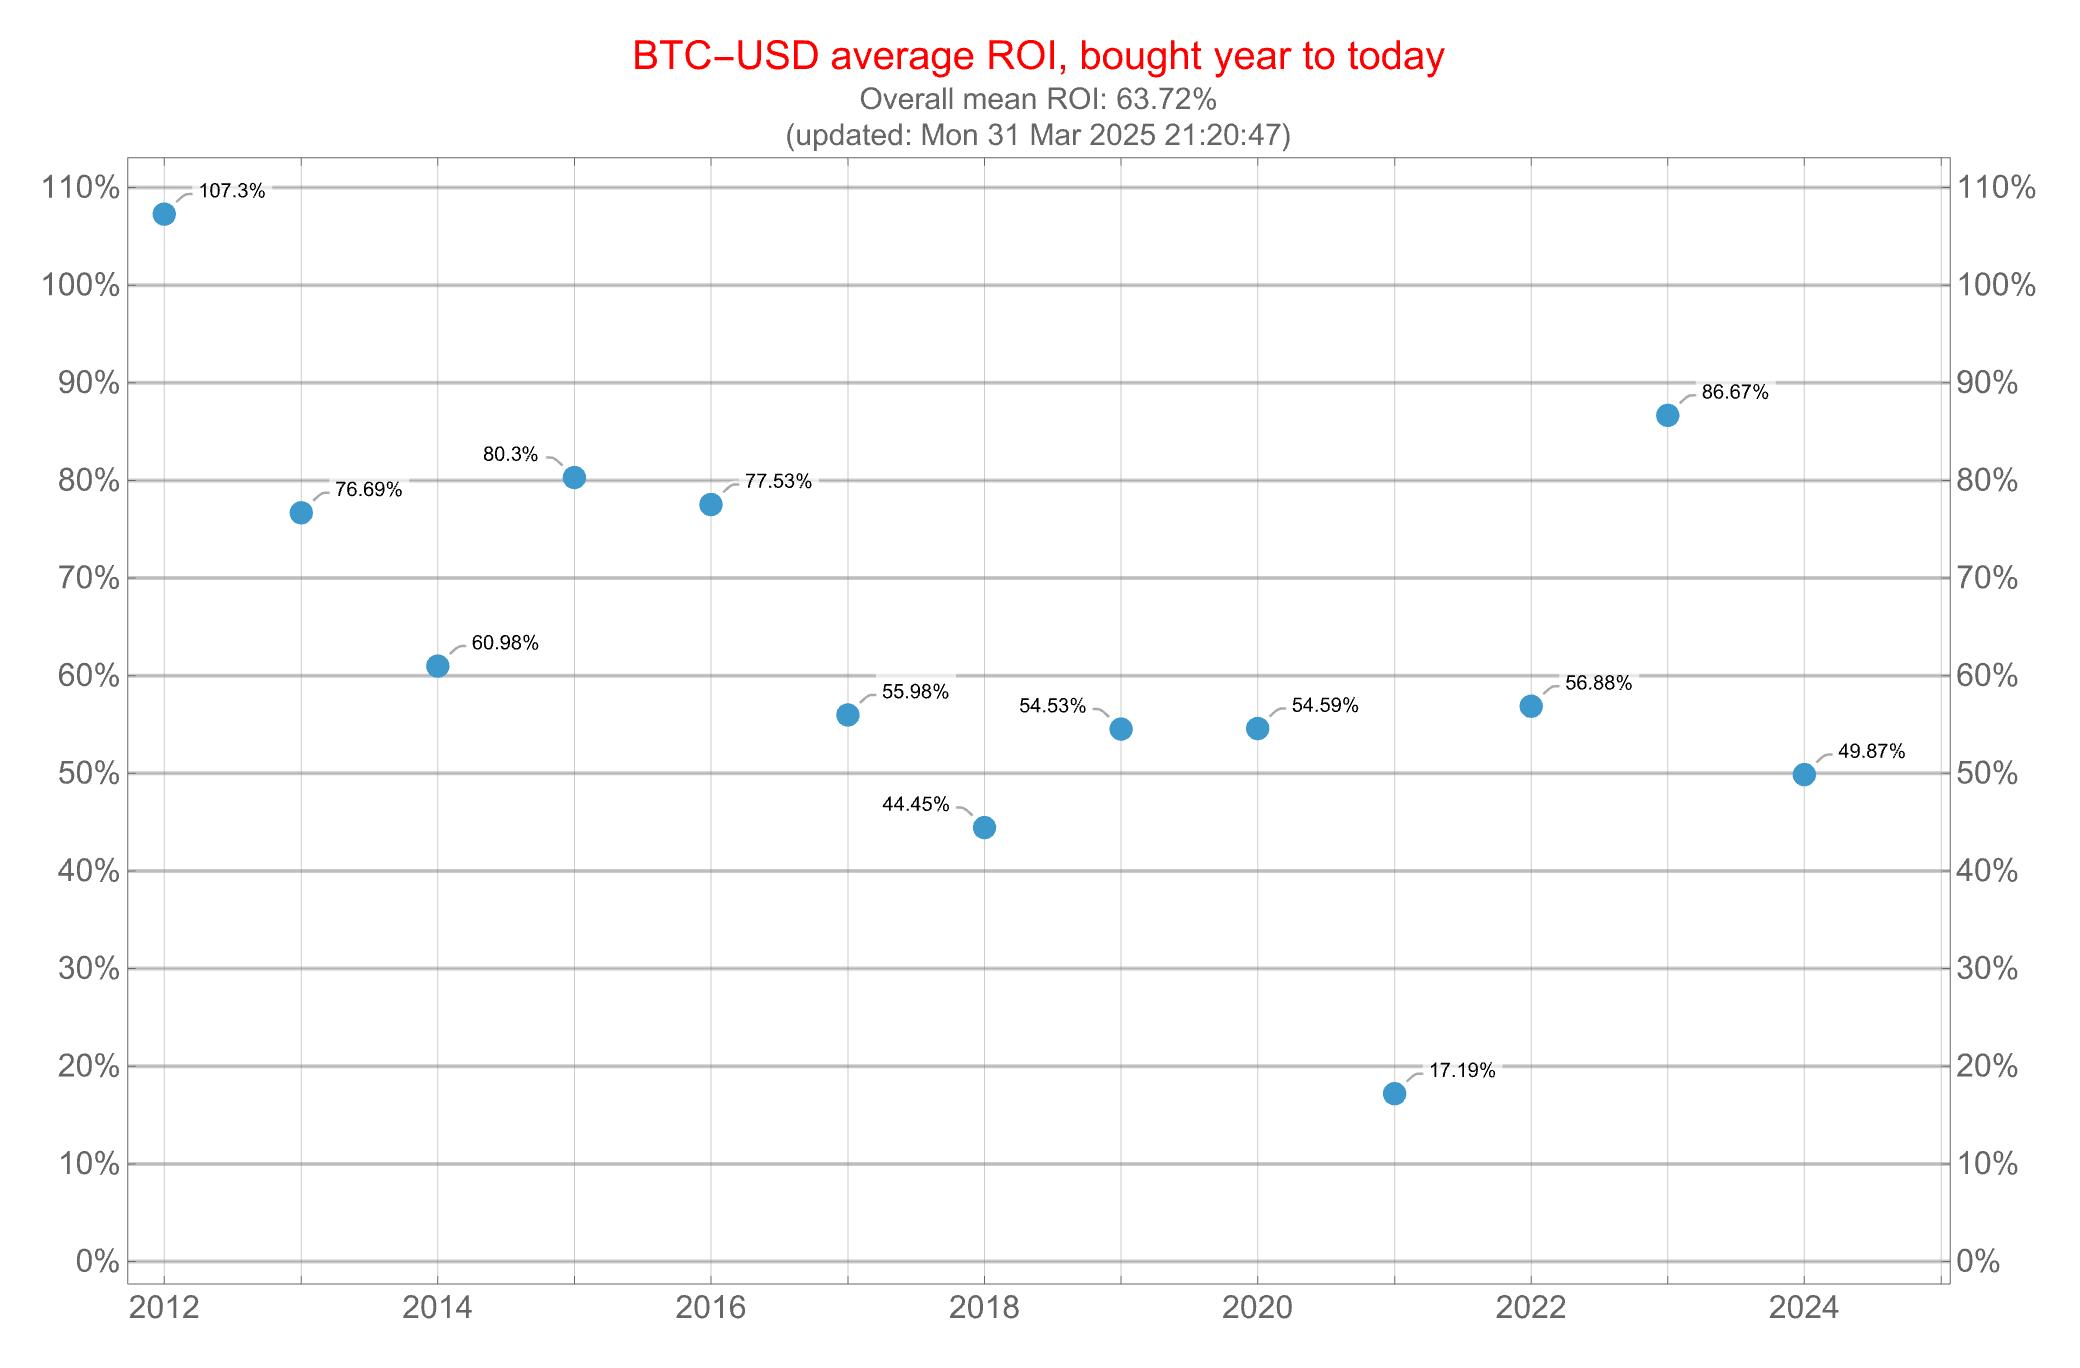 BTC−USD average ROI, bought year to today
Overall mean ROI: 63.72%
(updated: Mon 31 Mar 2025 21:20:47)
110% 107.3% 110%
100% 100%
90% 90%
86.67%
80.3%
80% 77.53% 80%
76.69%
70% 70%
60.98%
60% 60%
56.88%
55.98%
54.53% 54.59%
49.87%
50% 50%
44.45%
40% 40%
30% 30%
20% 17.19% 20%
10% 10%
0% 0%
2012 2014 2016 2018 2020 2022 2024